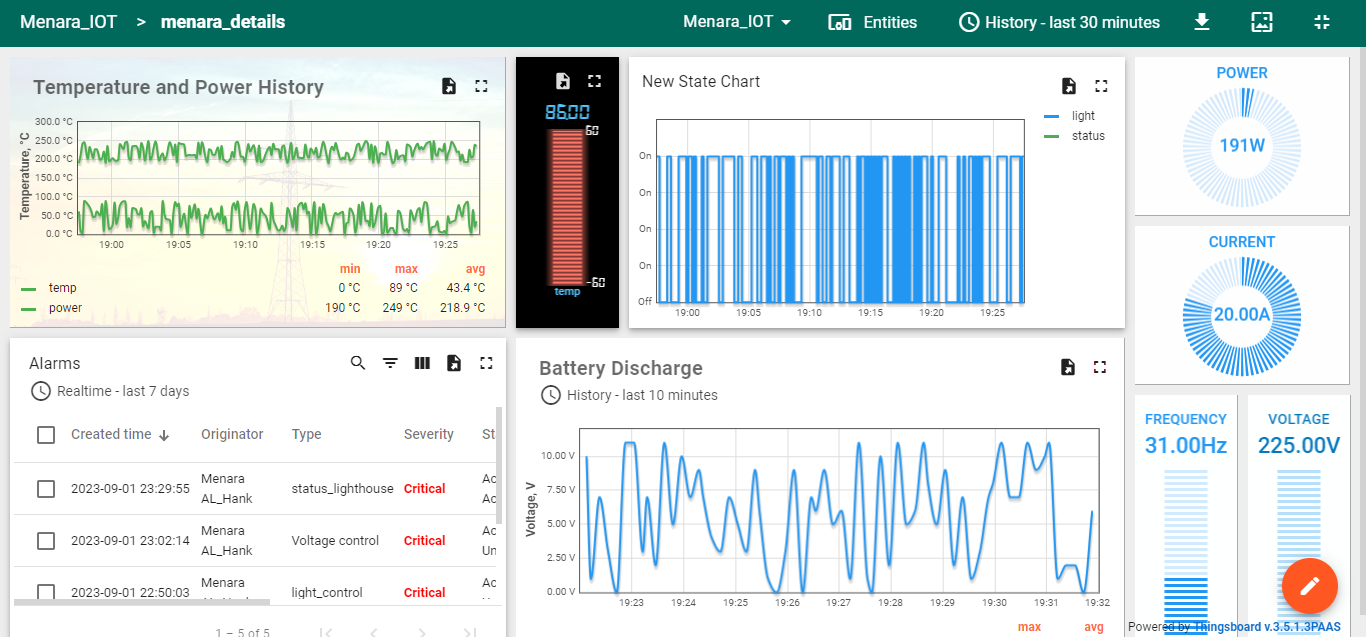 Menara_IOT > menara_details
Menara_IOT
Entities
History - last 30 minutes
Temperature and Power History
Temperature, °C
300.0 °C
250.0 °C
200.0 °C
150.0 °C
100.0 °C
50.0 °C
0.0 °C
19:00 19:05 19:10 19:15 19:20 19:25
min max avg
temp 0 °C 89 °C 43.4 °C
power 190 °C 249 °C 218.9 °C
86.00
60
-60
temp
New State Chart
light
status
On
On
On
On
Off
19:00 19:05 19:10 19:15 19:20 19:25
POWER
191W
CURRENT
20.00A
Alarms
Realtime - last 7 days
Created time Originator Type Severity St
2023-09-01 23:29:55 Menara AL_Hank status_lighthouse Critical Ac Ac
2023-09-01 23:02:14 Menara AL_Hank Voltage control Critical Ac Un
2023-09-01 22:50:03 Menara light_control Critical Ac
1 – 5 of 5
Battery Discharge
History - last 10 minutes
Voltage, V
10.00 V
7.50 V
5.00 V
2.50 V
0.00 V
19:23 19:24 19:25 19:26 19:27 19:28 19:29 19:30 19:31 19:32
max avg
FREQUENCY
31.00Hz
VOLTAGE
225.00V
Powered by Thingsboard v.3.5.1.3PAAS